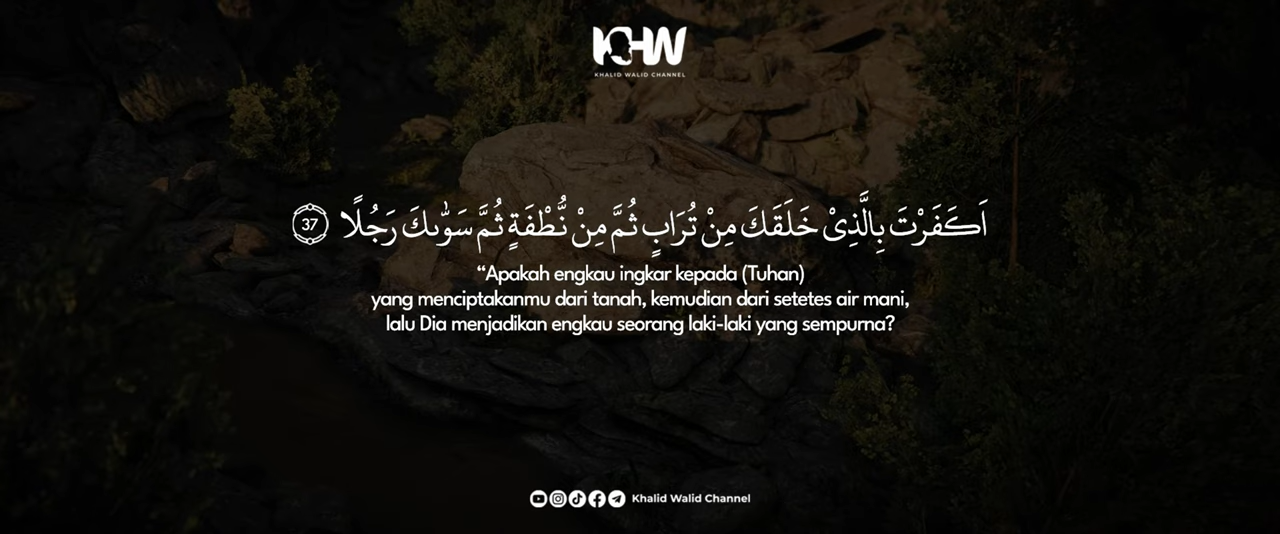 KHW
KHALID WALID CHANNEL
اَكَفَرْتَ بِالَّذِيْ خَلَقَكَ مِنْ تُرَابٍ ثُمَّ مِنْ نُّطْفَةٍ ثُمَّ سَوّٰىكَ رَجُلًا ۝٣٧
“Apakah engkau ingkar kepada (Tuhan)
yang menciptakanmu dari tanah, kemudian dari setetes air mani,
lalu Dia menjadikan engkau seorang laki-laki yang sempurna?
Khalid Walid Channel